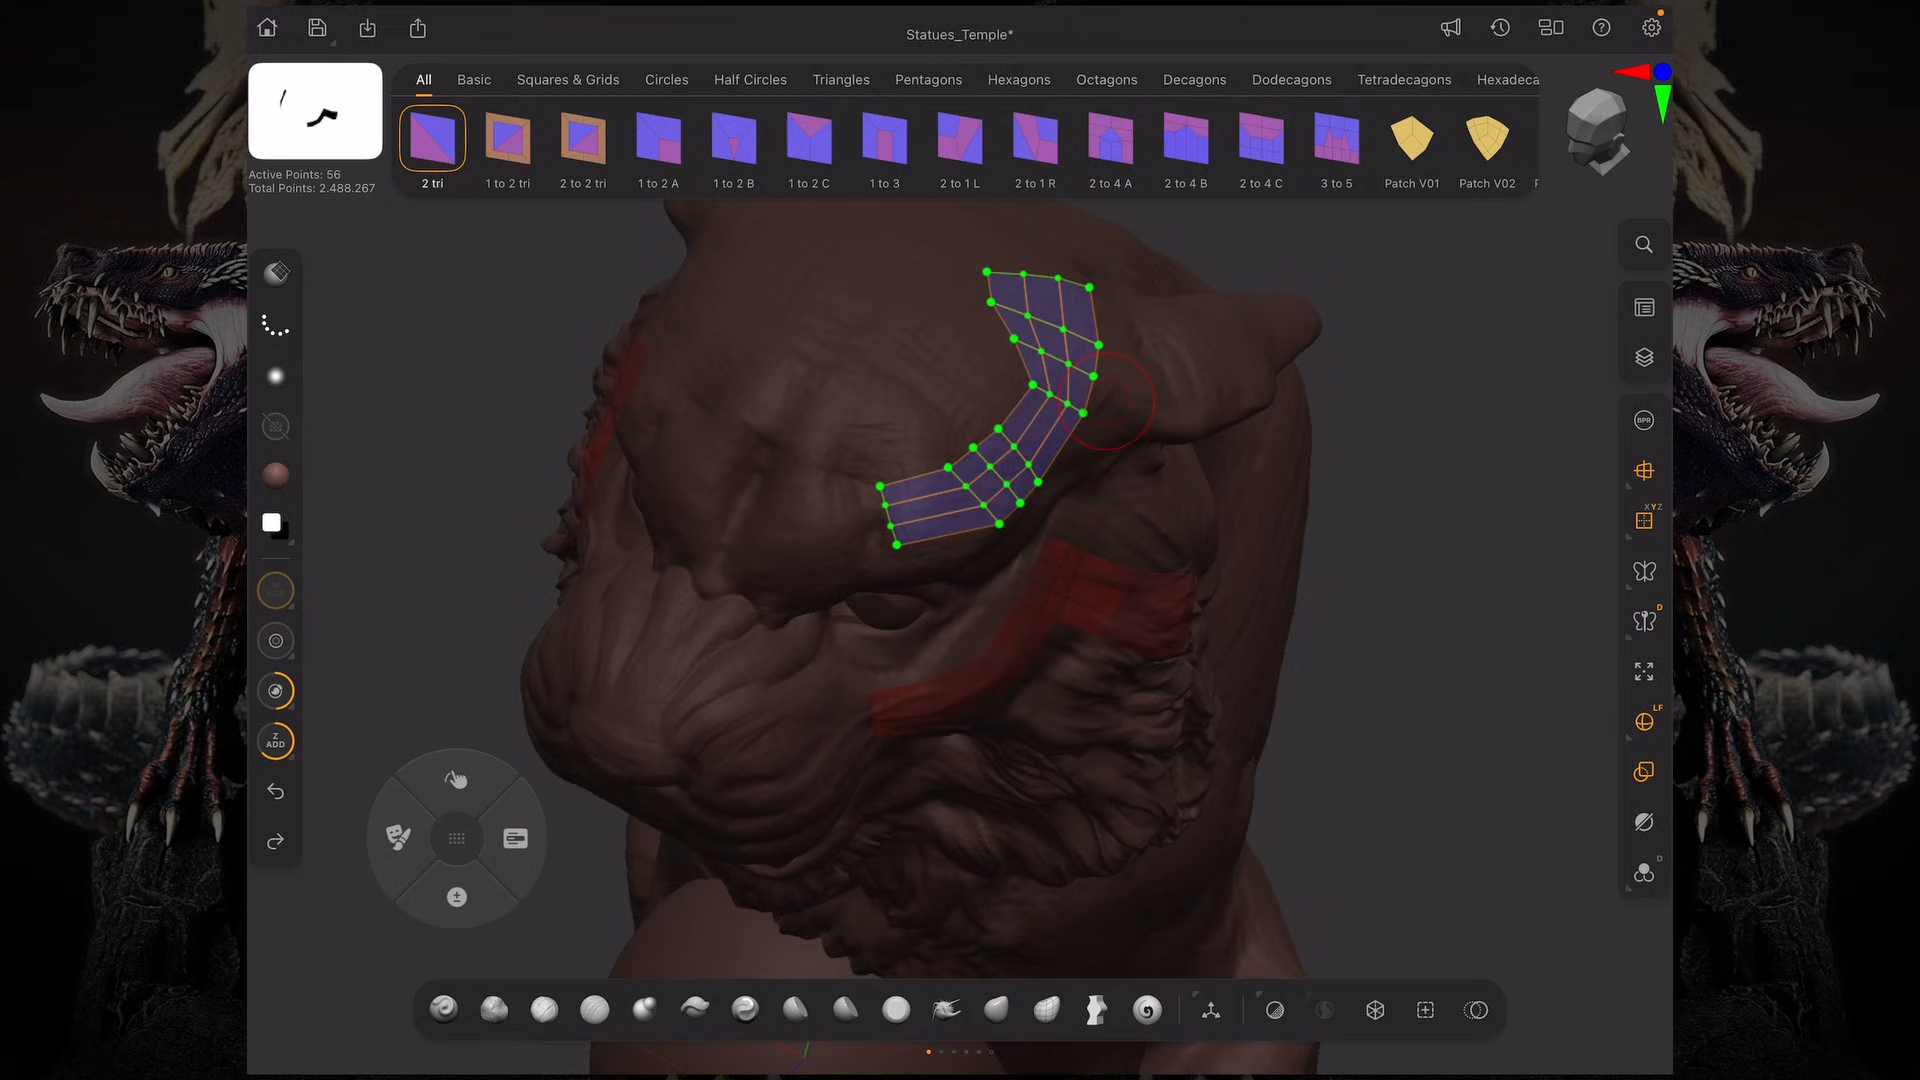 Statues_Temple*
All Basic Squares & Grids Circles Half Circles Triangles Pentagons Hexagons Octagons Decagons Dodecagons Tetradecagons Hexadeca
2 tri 1 to 2 tri 2 to 2 tri 1 to 2 A 1 to 2 B 1 to 2 C 1 to 3 2 to 1 L 2 to 1 R 2 to 4 A 2 to 4 B 2 to 4 C 3 to 5 Patch V01 Patch V02
Active Points: 56
Total Points: 2.488.267
BPR
XYZ
D
LF
D
Z
ADD